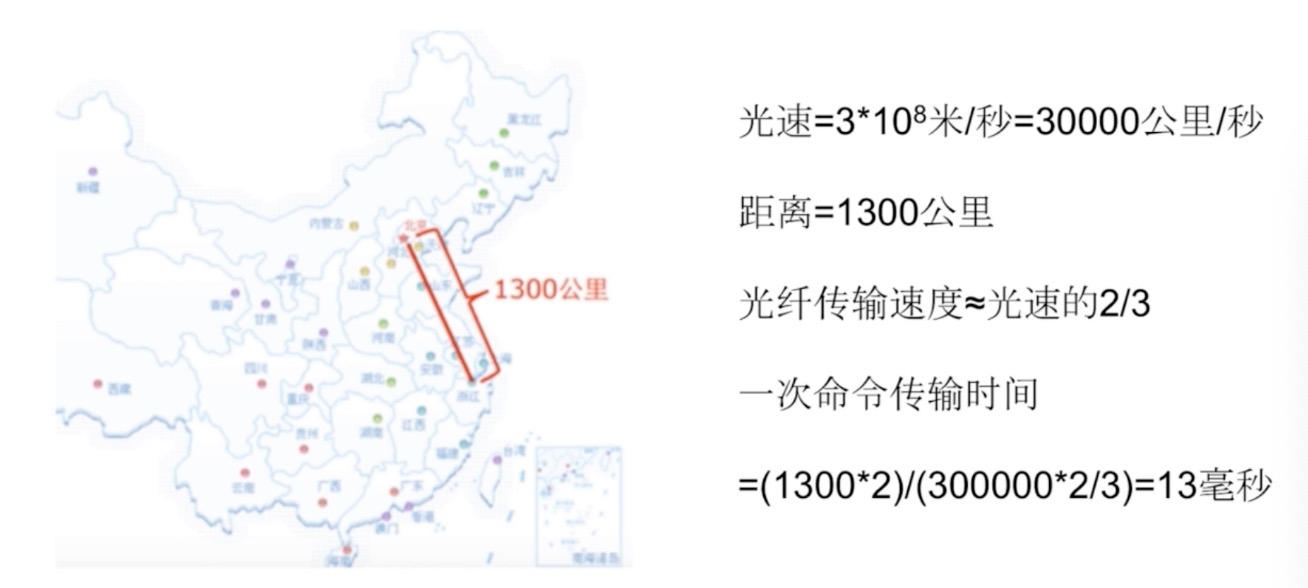 黑龙江
吉林
新疆
辽宁
内蒙古
北京
天津
河北
宁夏
山西
山东
1300公里
青海
甘肃
陕西
河南
江苏
上海
四川
湖北
安徽
西藏
重庆
浙江
湖南
江西
贵州
福建
台湾
云南
广西
广东
香港
澳门
海南
南海诸岛
光速=3*10⁸米/秒=30000公里/秒
距离=1300公里
光纤传输速度≈光速的2/3
一次命令传输时间
=(1300*2)/(300000*2/3)=13毫秒